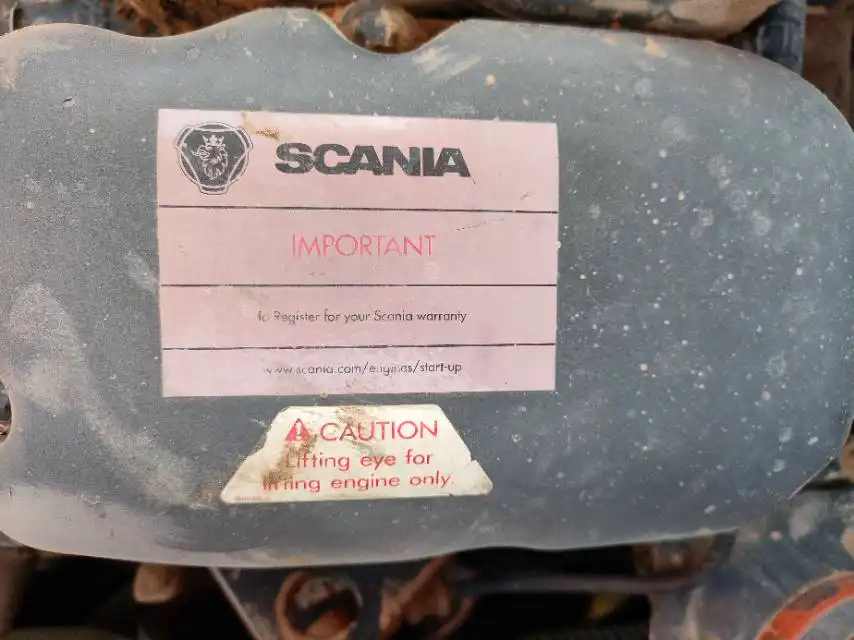 SCANIA
IMPORTANT
To Register for your Scania warranty
www.scania.com/engines/start-up
CAUTION
Lifting eye for
lifting engine only.